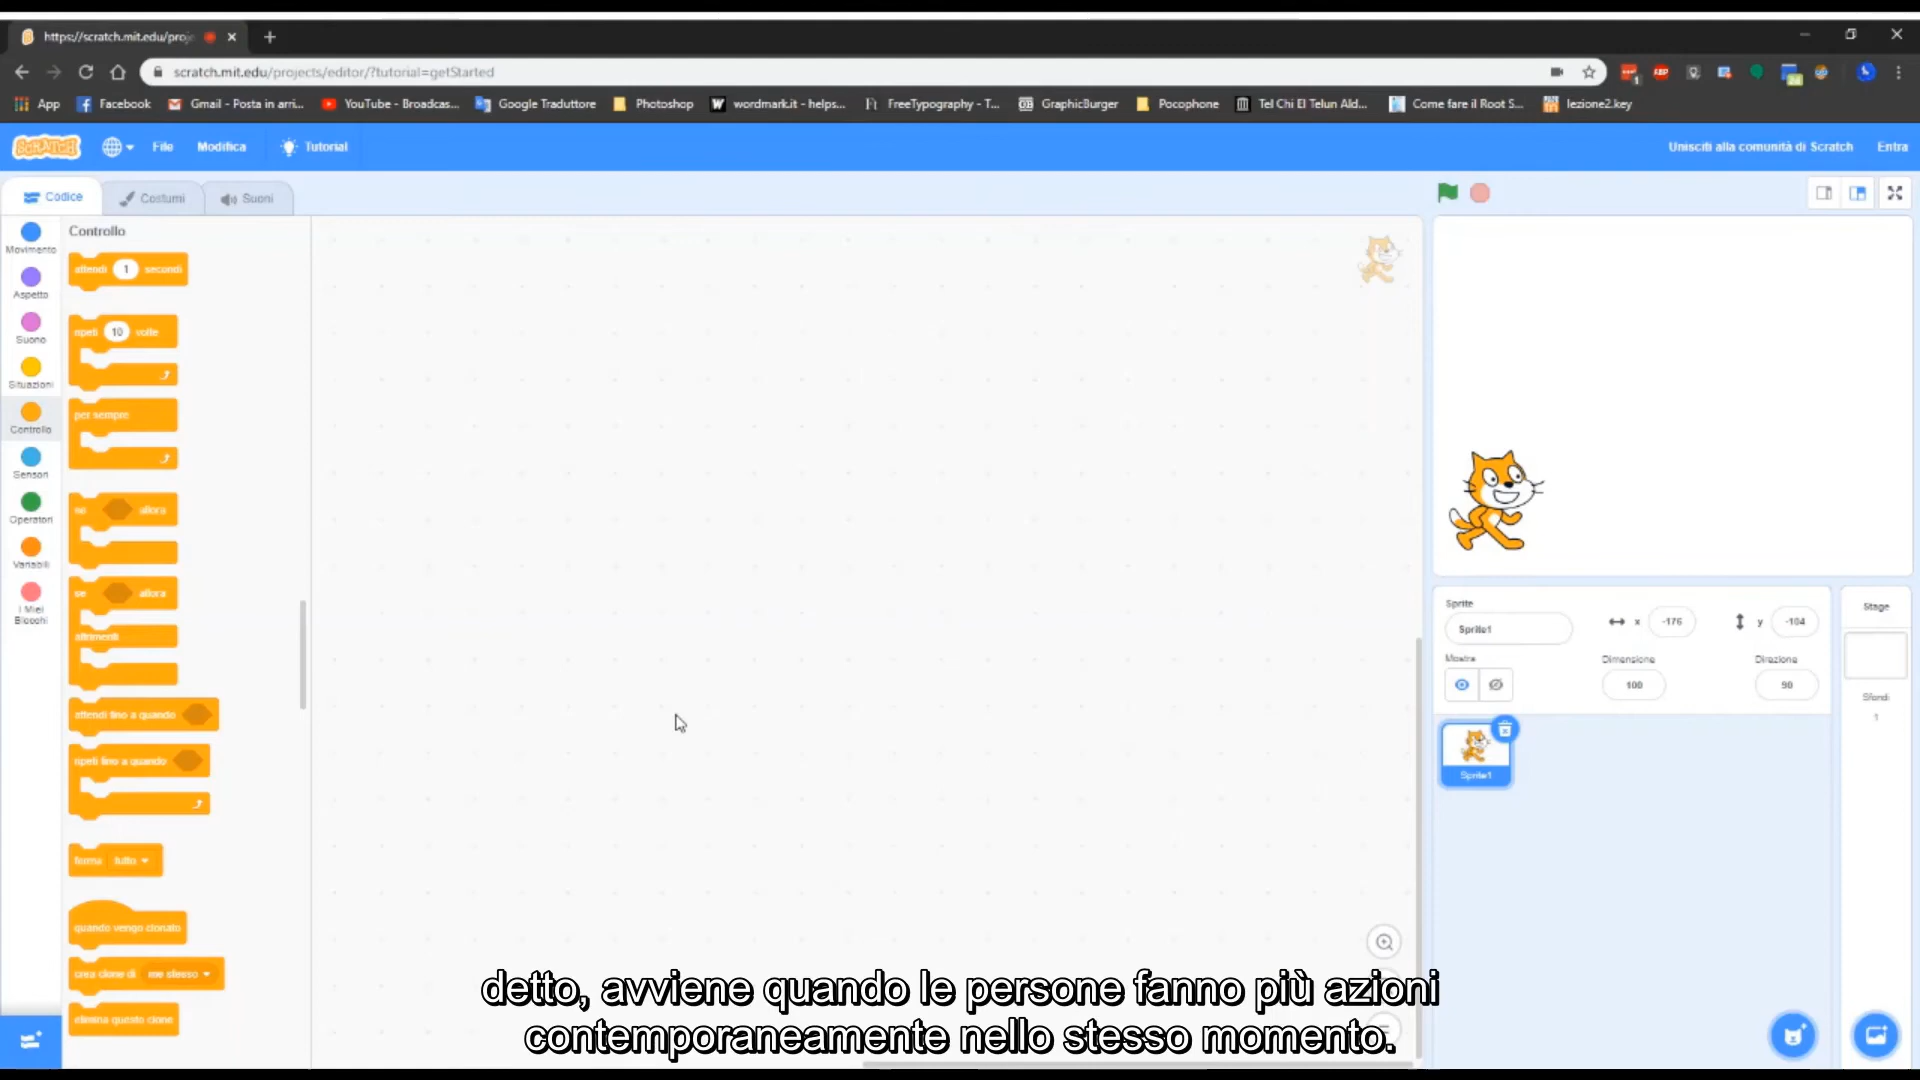 https://scratch.mit.edu/proj
scratch.mit.edu/projects/editor/?tutorial=getStarted
App
Facebook
Gmail - Posta in arri...
YouTube - Broadcas...
Google Traduttore
Photoshop
wordmark.it - helps...
FreeTypography - T...
GraphicBurger
Pocophone
Tel Chi El Telun Ald...
Come fare il Root S...
lezione2.key
SCRATCH
File
Modifica
Tutorial
Unisciti alla comunità di Scratch
Entra
Codice
Costumi
Suoni
Movimento
Aspetto
Suono
Situazioni
Controllo
Sensori
Operatori
Variabili
I Miei
Blocchi
Controllo
attendi 1 secondi
ripeti 10 volte
per sempre
se allora
se allora
altrimenti
attendi fino a quando
ripeti fino a quando
ferma tutto
quando vengo clonato
crea clone di me stesso
elimina questo clone
Sprite
Sprite1
x -176
y -104
Mostra
Dimensione
100
Direzione
90
Sprite1
Stage
Sfondi
1
detto, avviene quando le persone fanno più azioni
contemporaneamente nello stesso momento.